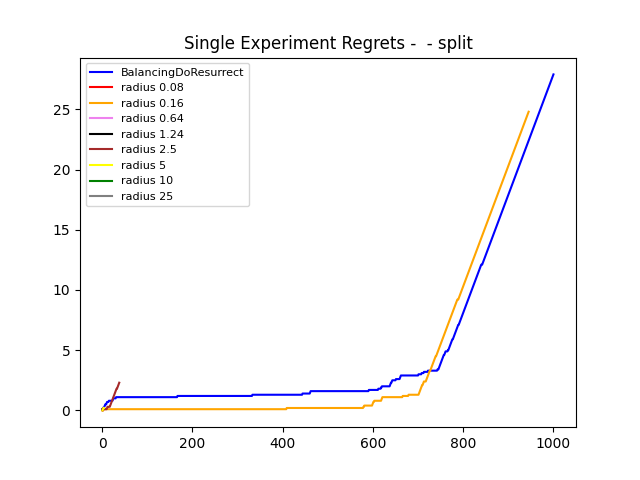 Single Experiment Regrets -  - split
BalancingDoResurrect
radius 0.08
radius 0.16
radius 0.64
radius 1.24
radius 2.5
radius 5
radius 10
radius 25
25
20
15
10
5
0
0 200 400 600 800 1000